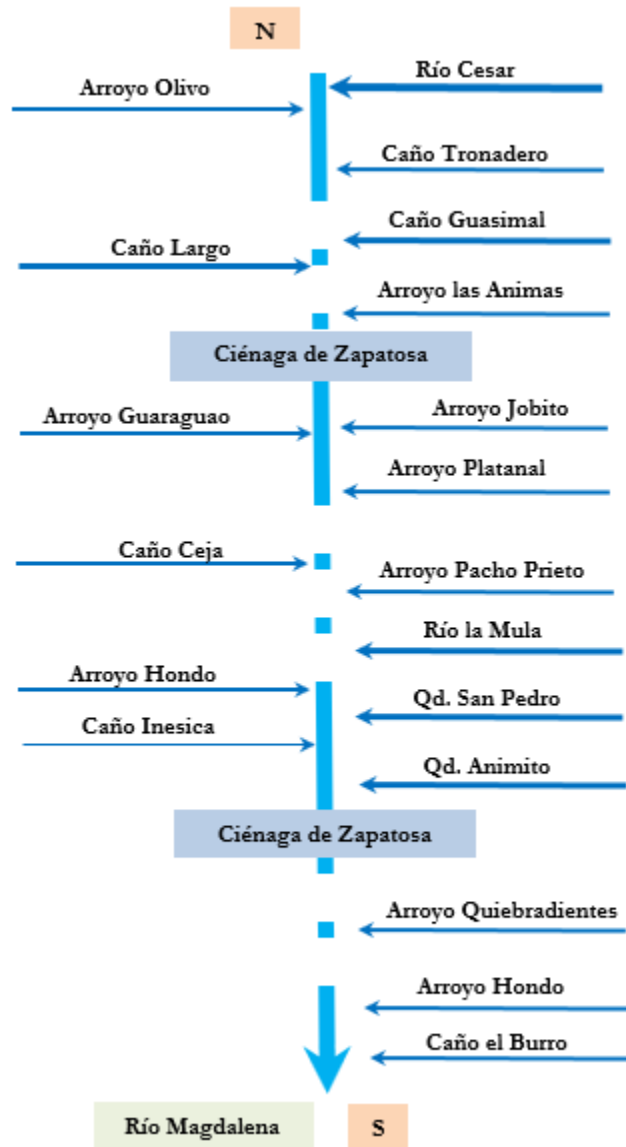 N
Río Cesar
Arroyo Olivo
Caño Tronadero
Caño Guasimal
Caño Largo
Arroyo las Animas
Ciénaga de Zapatosa
Arroyo Jobito
Arroyo Guaraguao
Arroyo Platanal
Caño Ceja
Arroyo Pacho Prieto
Río la Mula
Arroyo Hondo
Qd. San Pedro
Caño Inesica
Qd. Animito
Ciénaga de Zapatosa
Arroyo Quiebradientes
Arroyo Hondo
Caño el Burro
Río Magdalena
S